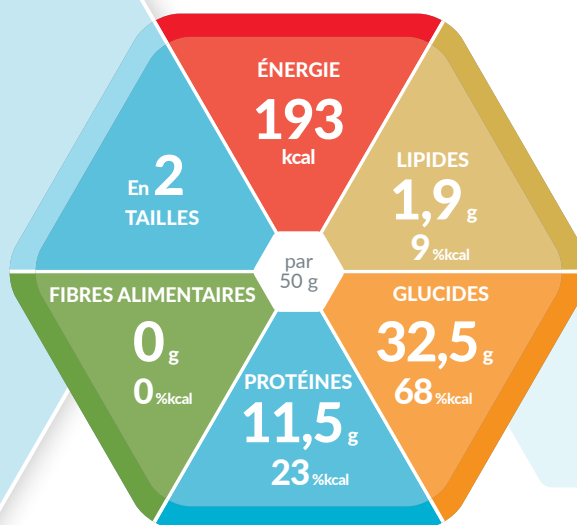 ÉNERGIE
193
kcal
LIPIDES
1,9 g
9 %kcal
GLUCIDES
32,5 g
68 %kcal
PROTÉINES
11,5 g
23 %kcal
FIBRES ALIMENTAIRES
0 g
0 %kcal
En 2
TAILLES
par
50 g